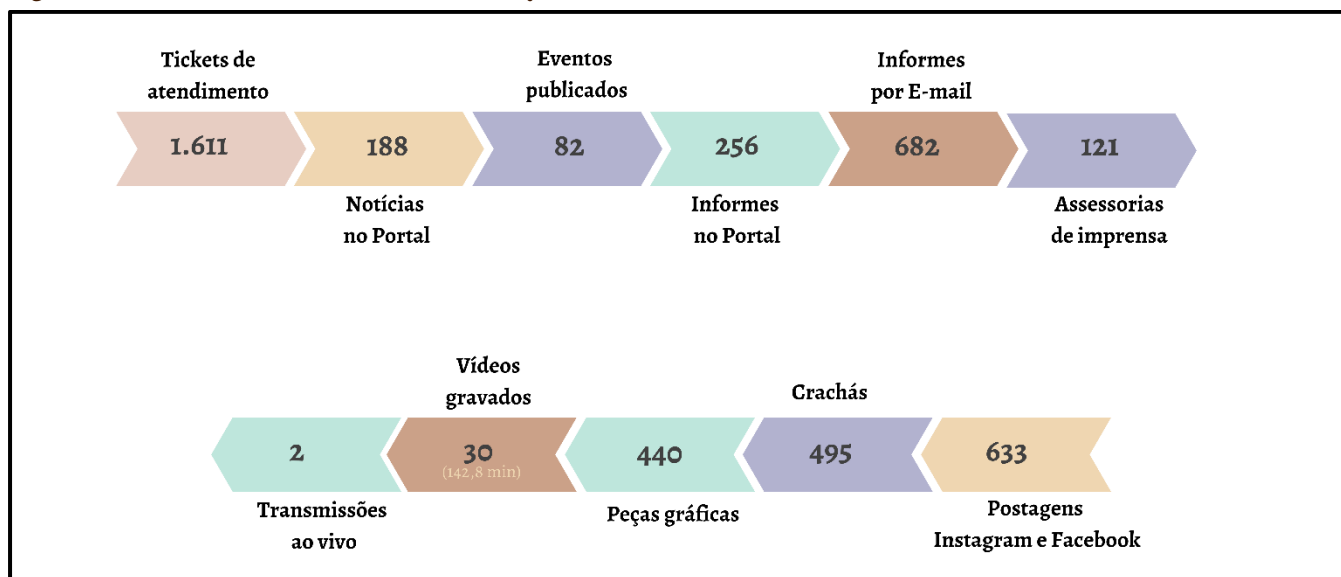 Tickets de
atendimento
Eventos
publicados
Informes
por E-mail
1.611
188
82
256
682
121
Notícias
no Portal
Informes
no Portal
Assessorias
de imprensa
Vídeos
gravados
Crachás
2
30
(142,8 min)
440
495
633
Transmissões
ao vivo
Peças gráficas
Postagens
Instagram e Facebook